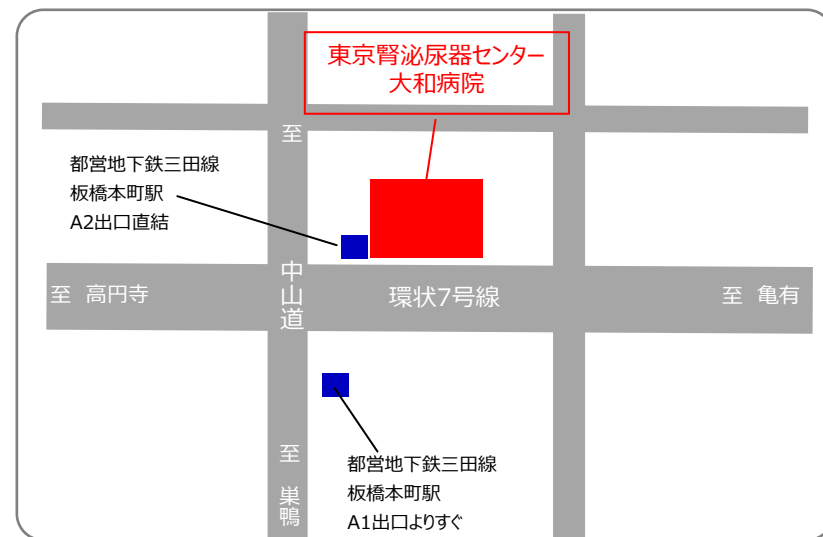 東京腎泌尿器センター
大和病院
至
都営地下鉄三田線
板橋本町駅
A2出口直結
中山道
至 高円寺
環状7号線
至 亀有
都営地下鉄三田線
板橋本町駅
A1出口よりすぐ
至 巣鴨